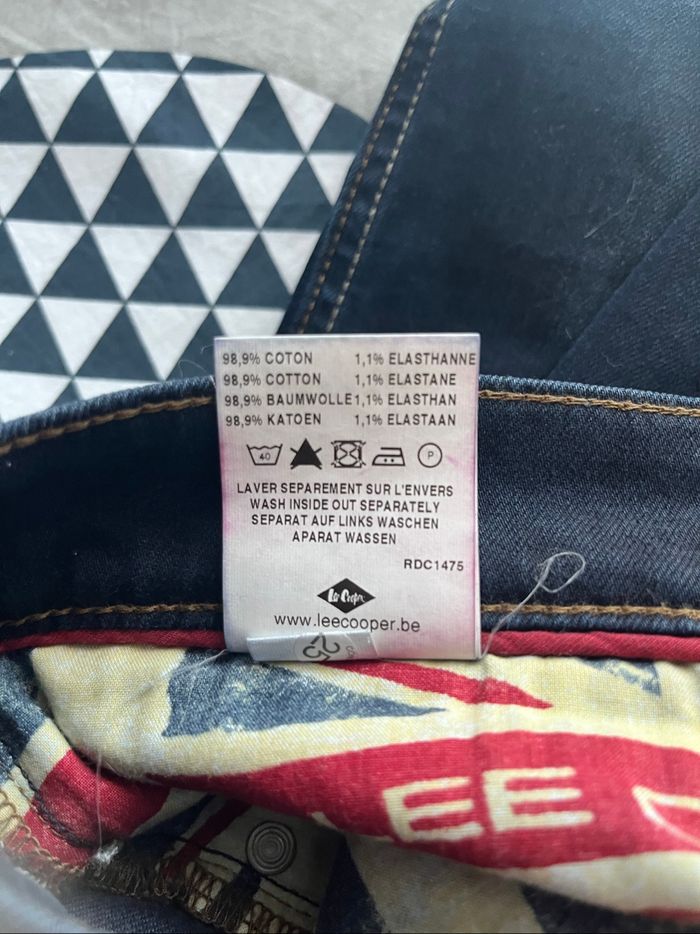 98,9% COTON 1,1% ELASTHANNE
98,9% COTTON 1,1% ELASTANE
98,9% BAUMWOLLE 1,1% ELASTHAN
98,9% KATOEN 1,1% ELASTAAN
40 P
LAVER SEPAREMENT SUR L'ENVERS
WASH INSIDE OUT SEPARATELY
SEPARAT AUF LINKS WASCHEN
APARAT WASSEN
RDC1475
Lee Cooper
www.leecooper.be
LEE